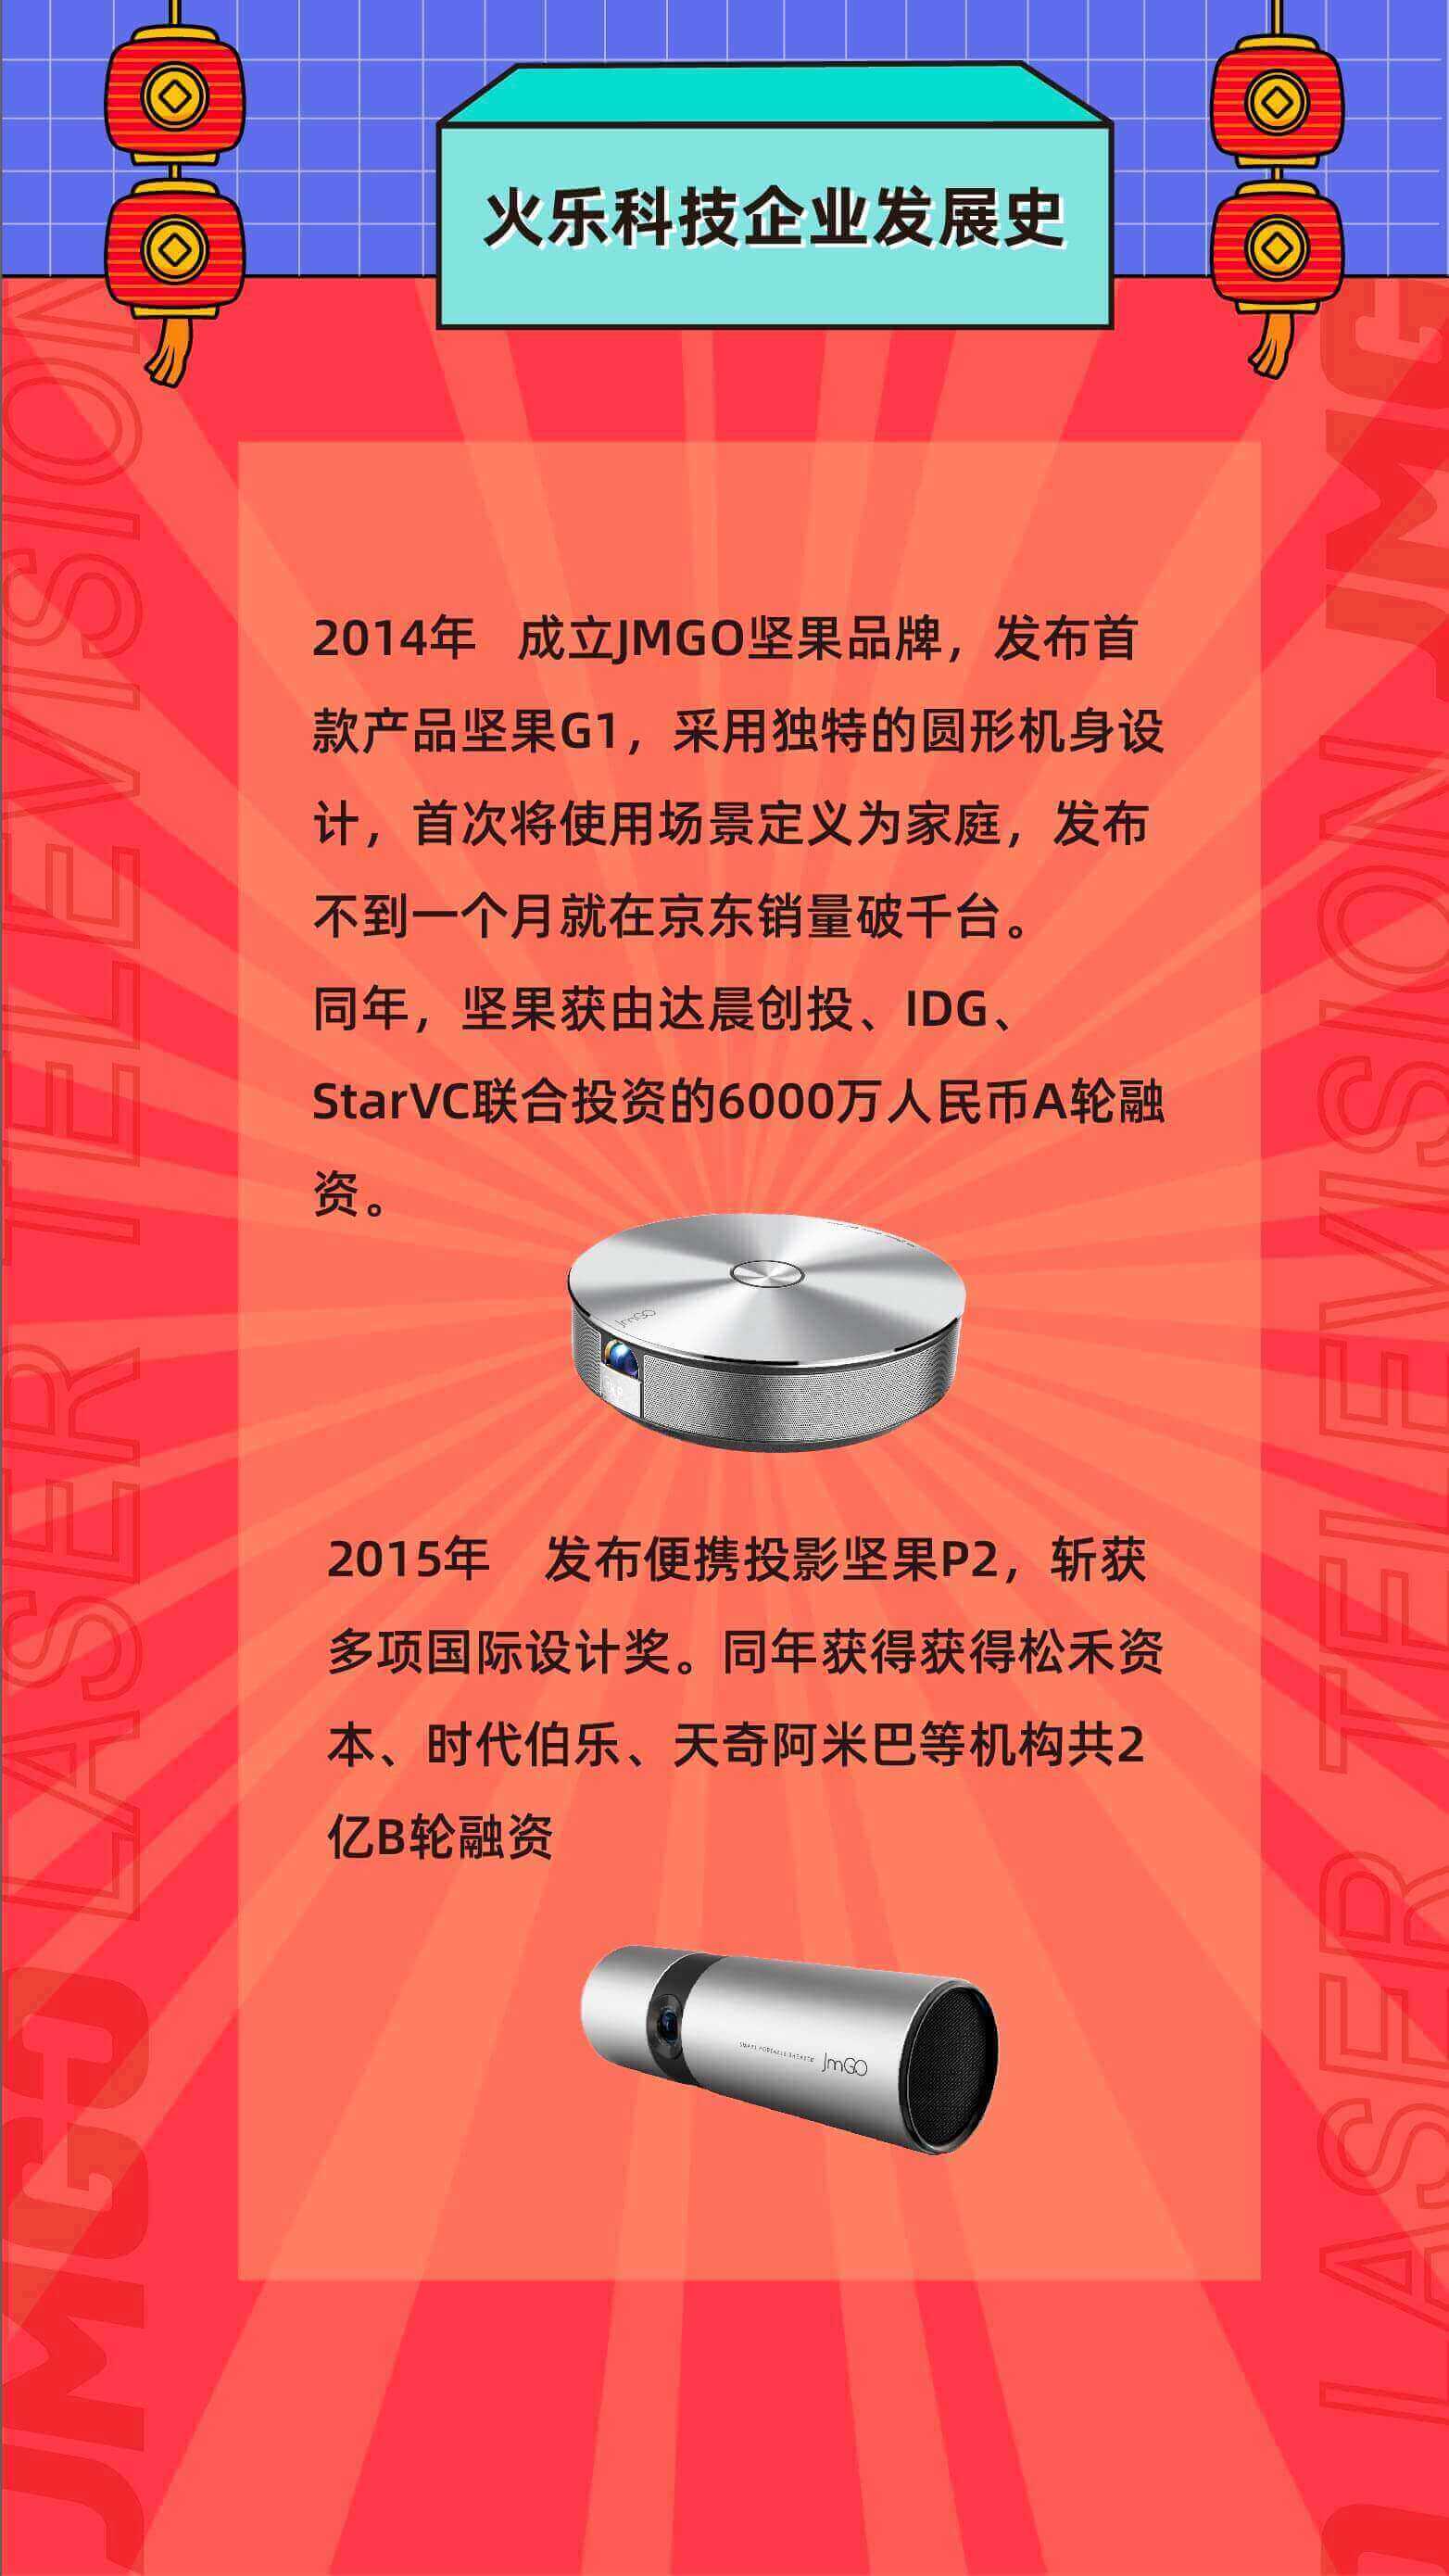 火乐科技企业发展史
2014年 成立JMGO坚果品牌，发布首
款产品坚果G1，采用独特的圆形机身设
计，首次将使用场景定义为家庭，发布
不到一个月就在京东销量破千台。
同年，坚果获由达晨创投、IDG、
StarVC联合投资的6000万人民币A轮融
资。
JmGO
2015年 发布便携投影坚果P2，斩获
多项国际设计奖。同年获得获得松禾资
本、时代伯乐、天奇阿米巴等机构共2
亿B轮融资
SMART PORTABLE THEATER JmGO
JMGO LASER TELEVISION
JMGO LASER TELEVISION JMGO